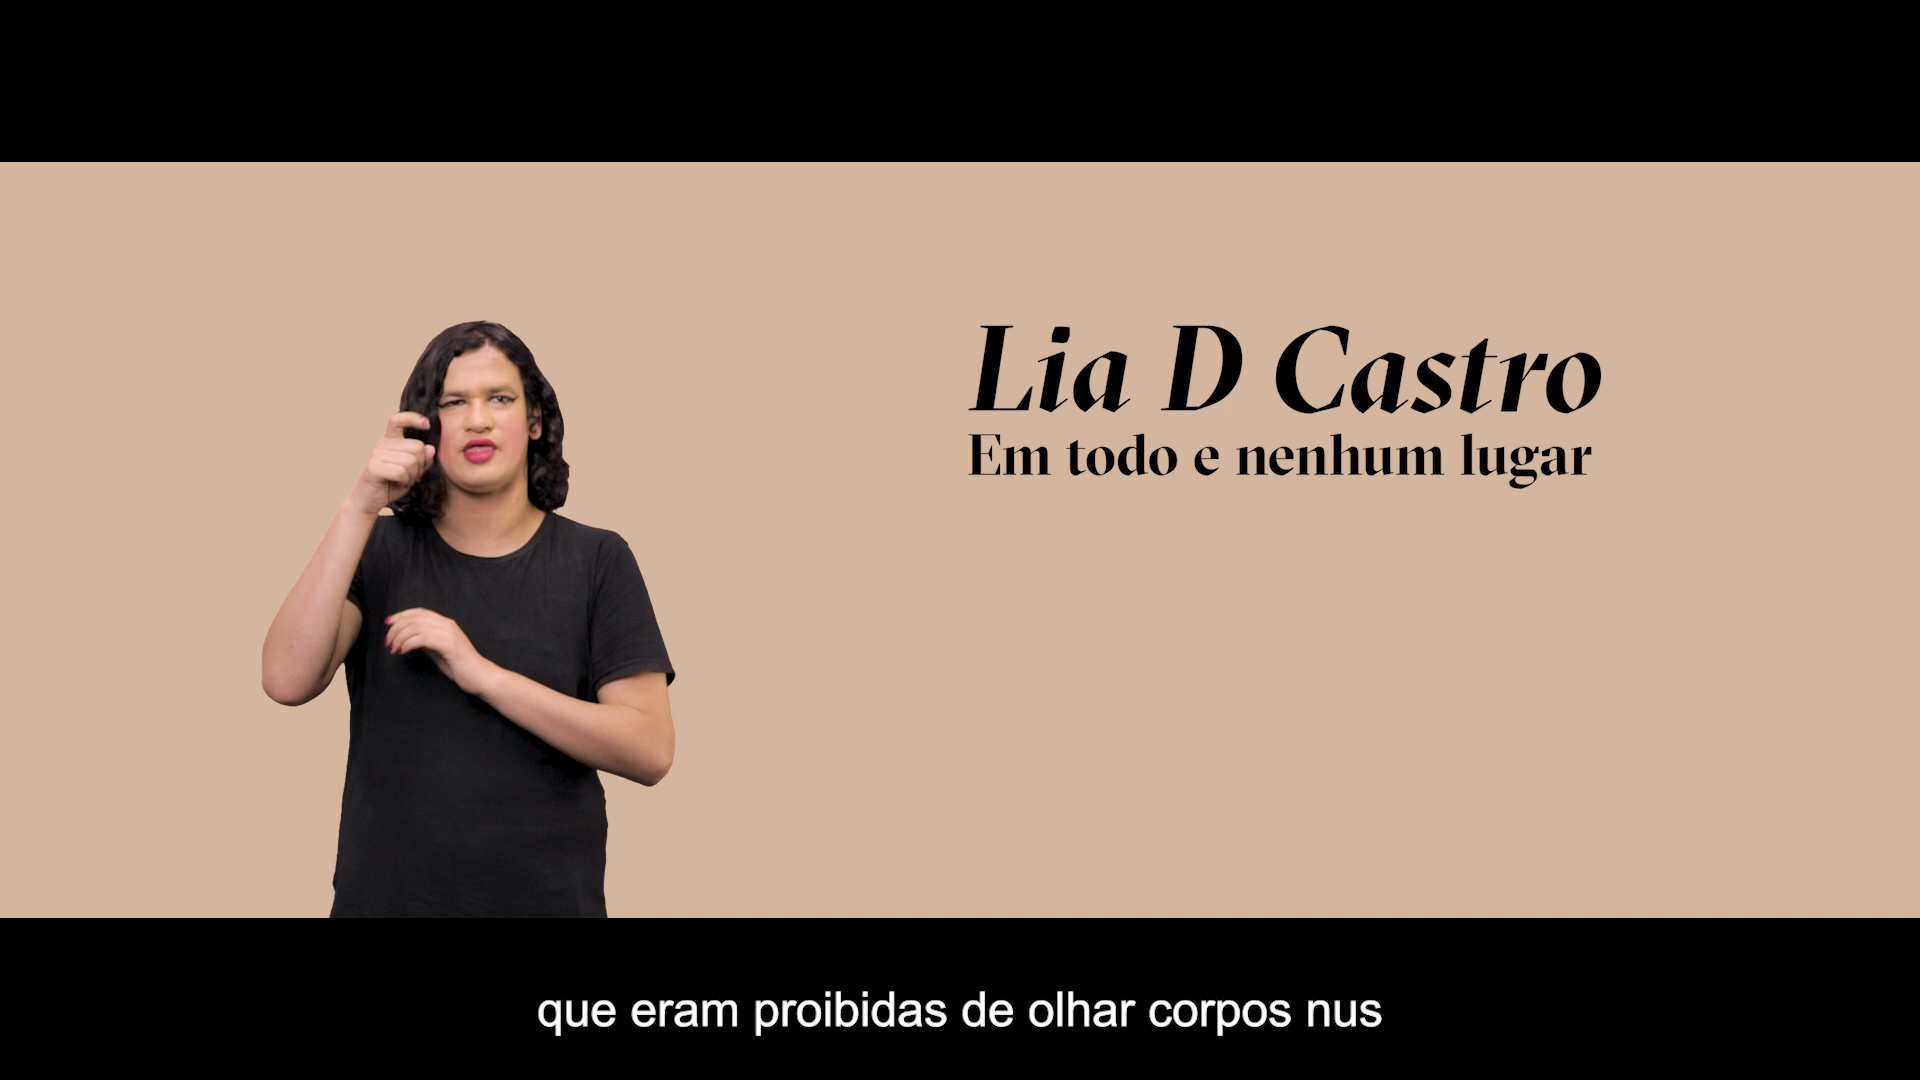 Lia D Castro
Em todo e nenhum lugar
que eram proibidas de olhar corpos nus